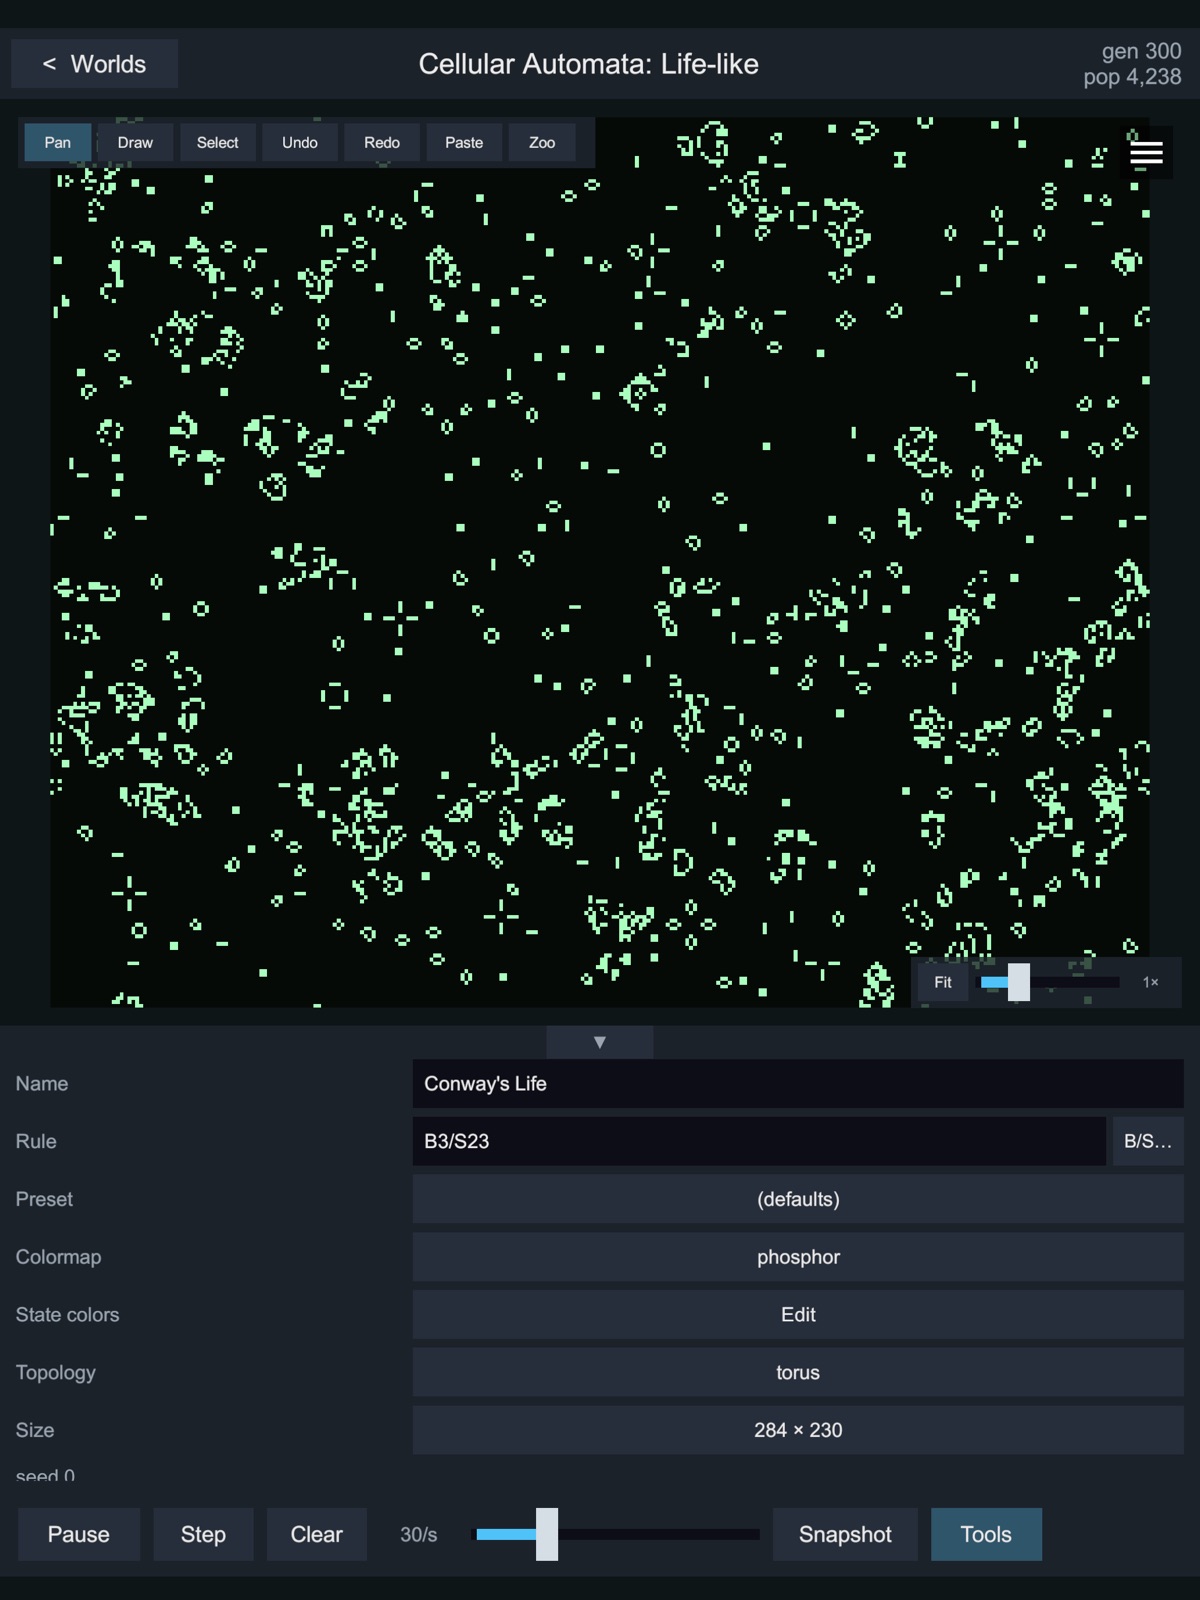 < Worlds
Cellular Automata: Life-like
gen 300
pop 4,238
Pan
Draw
Select
Undo
Redo
Paste
Zoo
Fit
1×
▼
Name
Conway's Life
Rule
B3/S23
B/S...
Preset
(defaults)
Colormap
phosphor
State colors
Edit
Topology
torus
Size
284 × 230
seed 0
Pause
Step
Clear
30/s
Snapshot
Tools